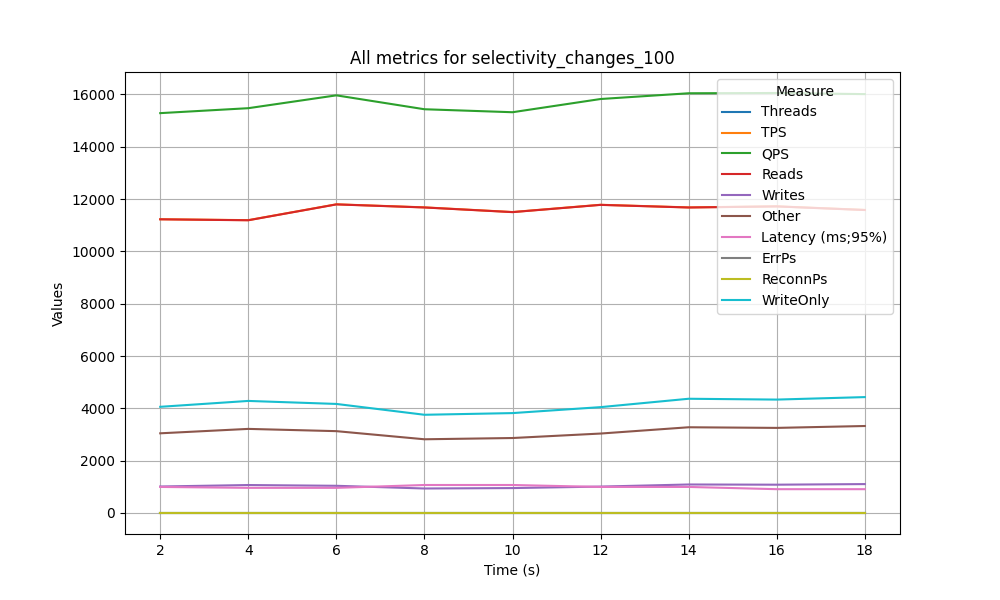 All metrics for selectivity_changes_100
16000
14000
12000
10000
8000
6000
4000
2000
0
Values
2 4 6 8 10 12 14 16 18
Time (s)
Measure
Threads
TPS
QPS
Reads
Writes
Other
Latency (ms;95%)
ErrPs
ReconnPs
WriteOnly